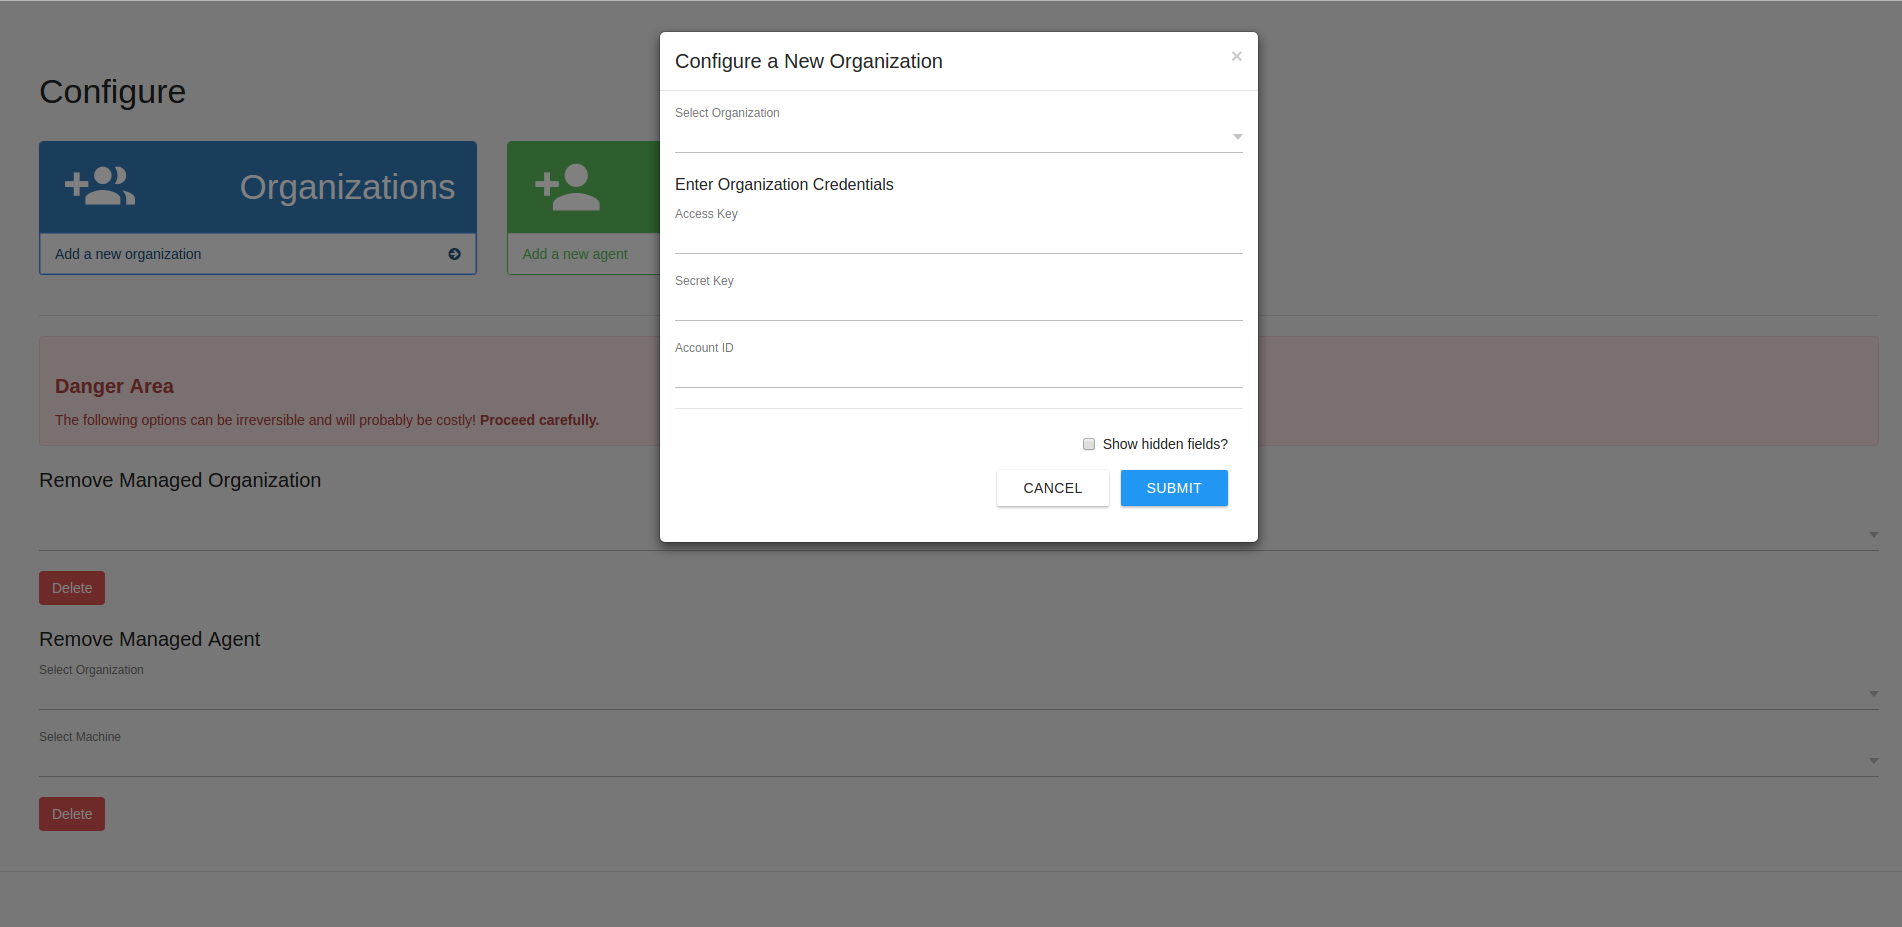 Configure
Organizations
Add a new organization
Add a new agent
Danger Area
The following options can be irreversible and will probably be costly! Proceed carefully.
Remove Managed Organization
Delete
Remove Managed Agent
Select Organization
Select Machine
Delete
Configure a New Organization
×
Select Organization
Enter Organization Credentials
Access Key
Secret Key
Account ID
Show hidden fields?
CANCEL
SUBMIT